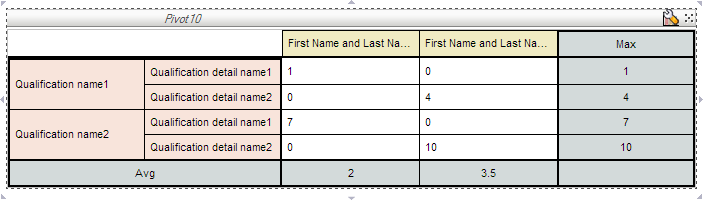 Pivot10
First Name and Last Na... First Name and Last Na... Max
Qualification name1 Qualification detail name1 1 0 1
Qualification detail name2 0 4 4
Qualification name2 Qualification detail name1 7 0 7
Qualification detail name2 0 10 10
Avg 2 3.5